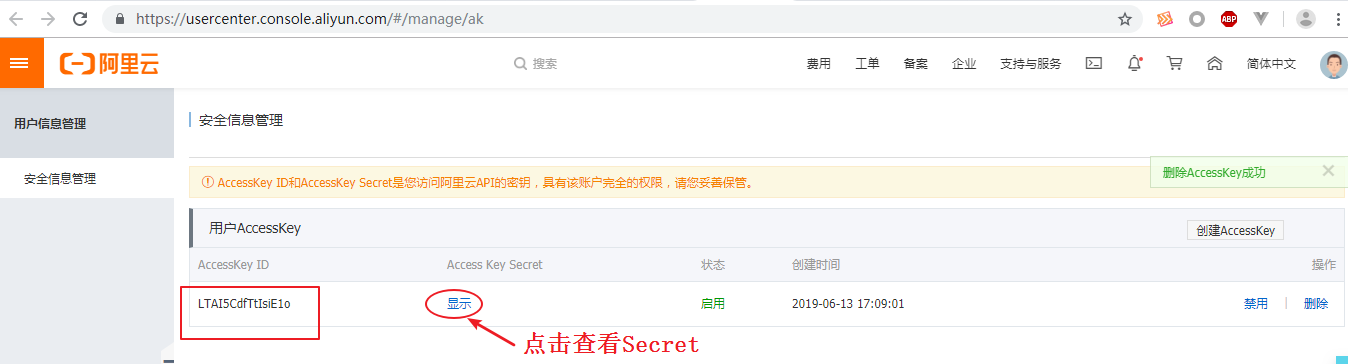 https://usercenter.console.aliyun.com/#/manage/ak
ABP
阿里云
搜索
费用 工单 备案 企业 支持与服务 简体中文
用户信息管理
安全信息管理
安全信息管理
AccessKey ID和AccessKey Secret是您访问阿里云API的密钥，具有该账户完全的权限，请您妥善保管。
删除AccessKey成功
用户AccessKey
创建AccessKey
AccessKey ID Access Key Secret 状态 创建时间 操作
LTAI5CdfTtIsiE1o 显示 启用 2019-06-13 17:09:01 禁用 | 删除
点击查看Secret